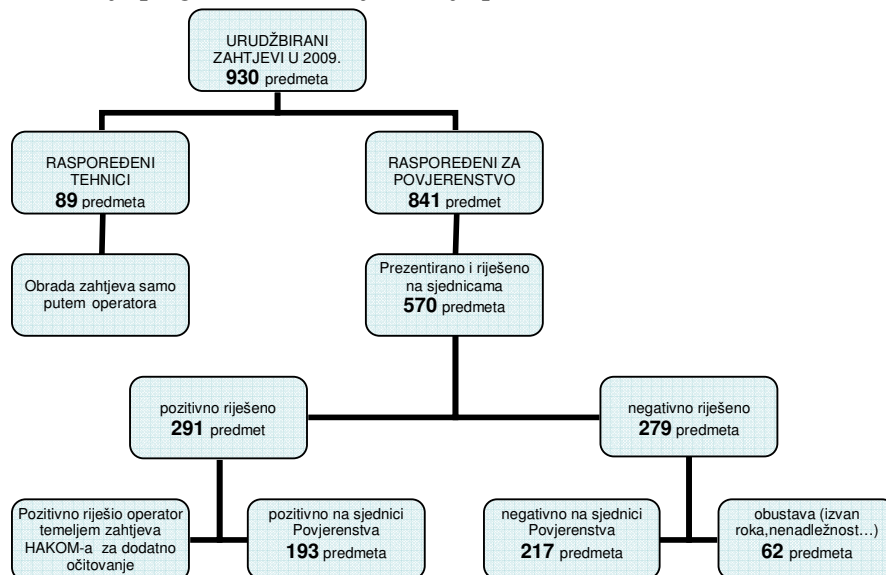 URUDŽBIRANI
ZAHTJEVI U 2009.
930 predmeta
RASPOREĐENI
TEHNICI
89 predmeta
RASPOREĐENI ZA
POVJERENSTVO
841 predmet
Obrada zahtjeva samo
putem operatora
Prezentirano i riješeno
na sjednicama
570 predmeta
pozitivno riješeno
291 predmet
negativno riješeno
279 predmeta
Pozitivno riješio operator
temeljem zahtjeva
HAKOM-a za dodatno
očitovanje
pozitivno na sjednici
Povjerenstva
193 predmeta
negativno na sjednici
Povjerenstva
217 predmeta
obustava (izvan
roka,nenadležnost...)
62 predmeta